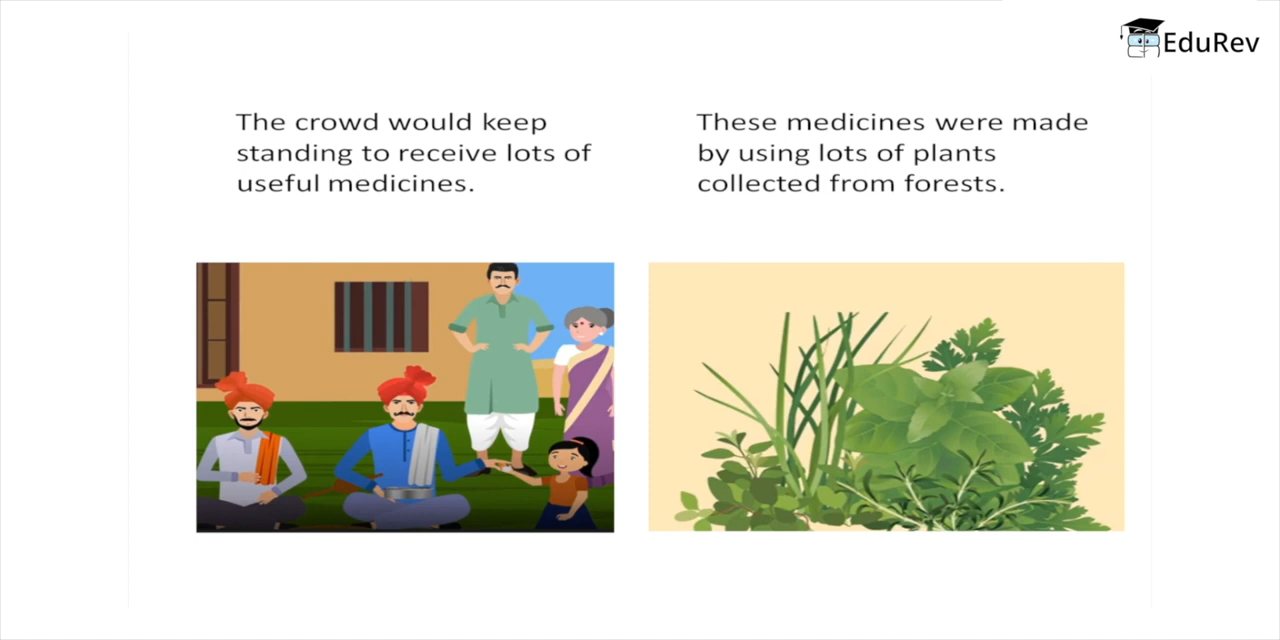 EduRev
The crowd would keep
standing to receive lots of
useful medicines.
These medicines were made
by using lots of plants
collected from forests.